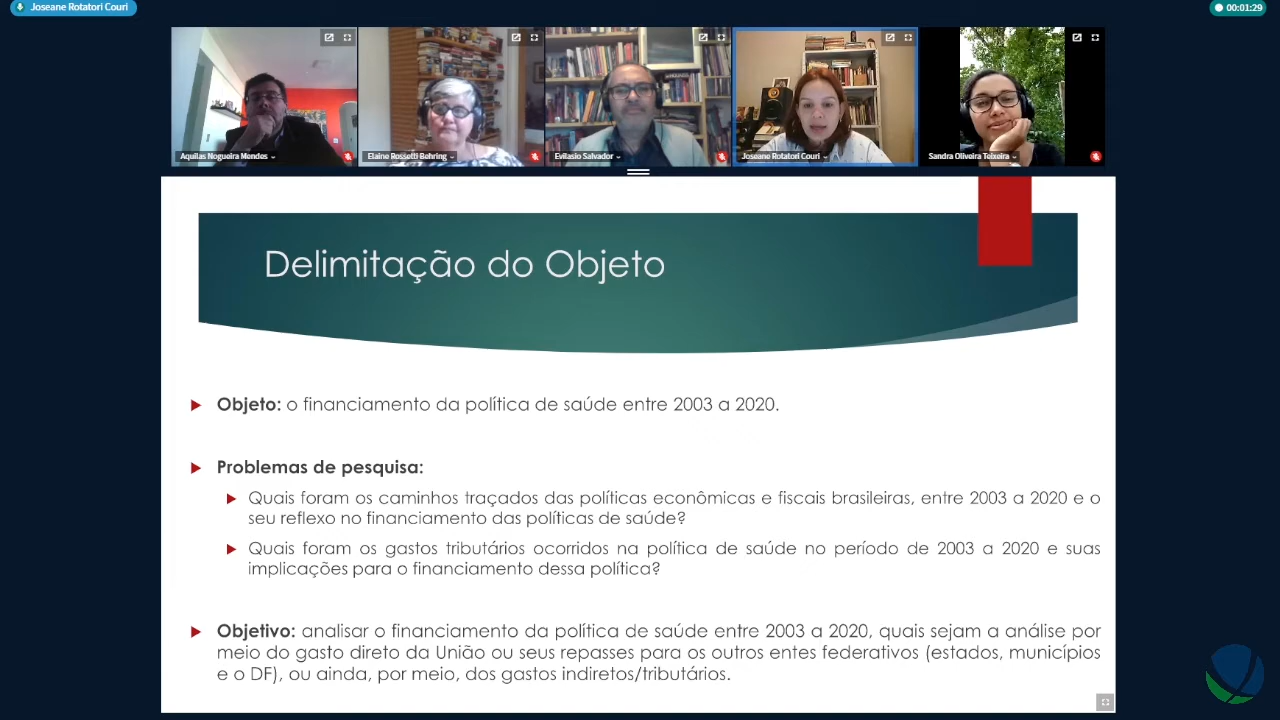 Joseane Rotatori Couri
00:01:29
Aquilas Nogueira Mendes
Elaine Rossetti Behring
Evilasio Salvador
Joseane Rotatori Couri
Sandra Oliveira Teixeira
Delimitação do Objeto
Objeto: o financiamento da política de saúde entre 2003 a 2020.
Problemas de pesquisa:
Quais foram os caminhos traçados das políticas econômicas e fiscais brasileiras, entre 2003 a 2020 e o
seu reflexo no financiamento das políticas de saúde?
Quais foram os gastos tributários ocorridos na política de saúde no período de 2003 a 2020 e suas
implicações para o financiamento dessa política?
Objetivo: analisar o financiamento da política de saúde entre 2003 a 2020, quais sejam a análise por
meio do gasto direto da União ou seus repasses para os outros entes federativos (estados, municípios
e o DF), ou ainda, por meio, dos gastos indiretos/tributários.